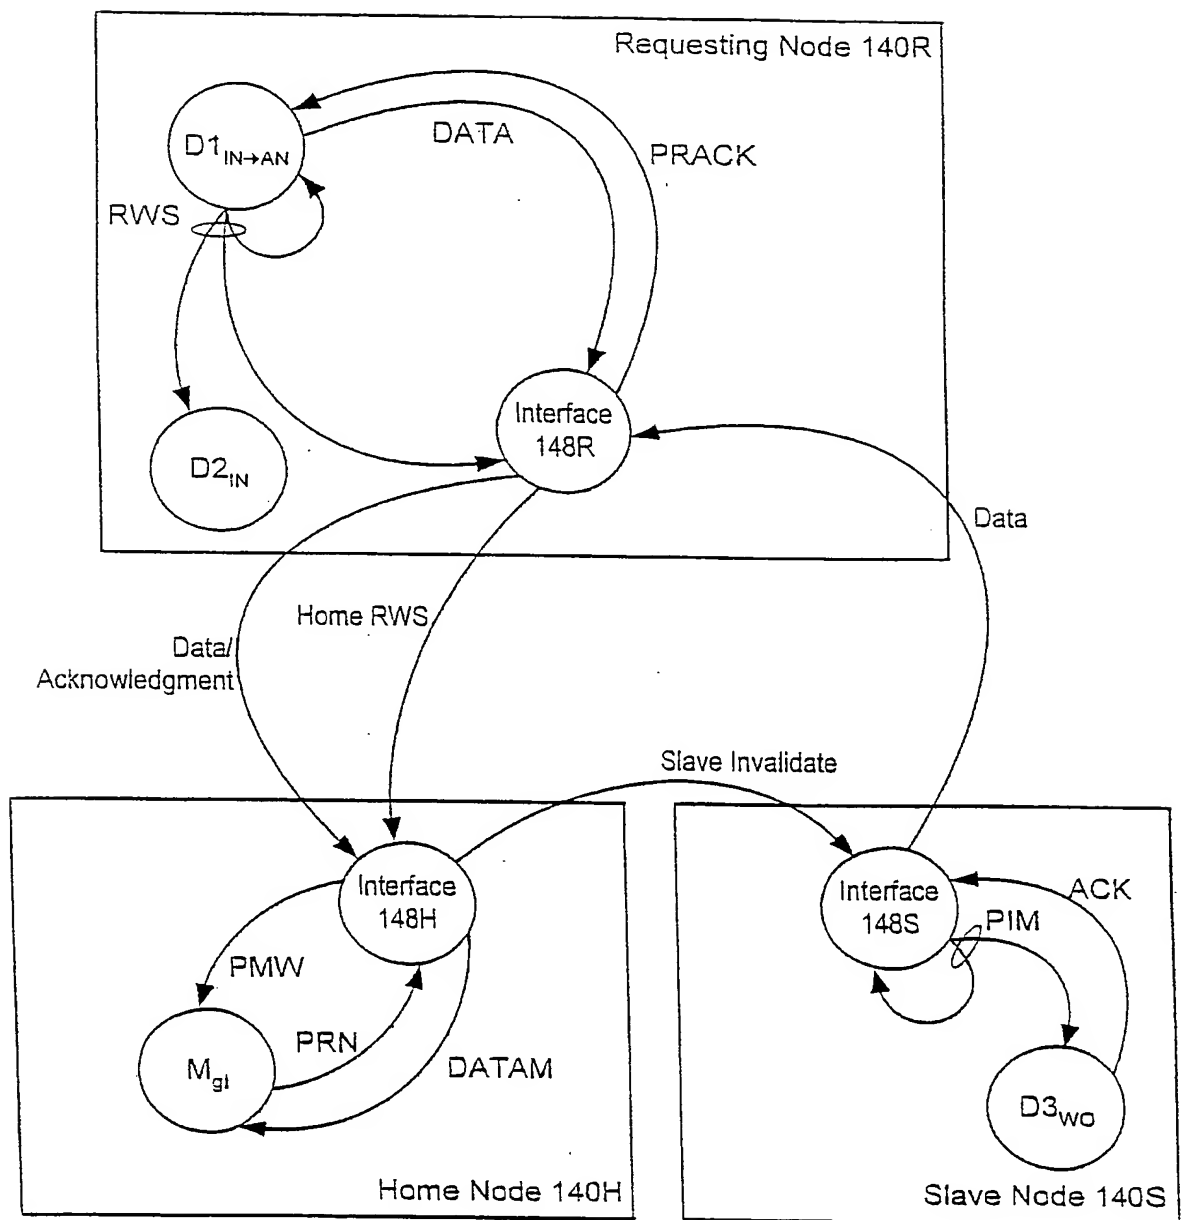 Requesting Node 140R
D1IN→AN
DATA
PRACK
RWS
Interface
148R
D2IN
Data
Home RWS
Data/
Acknowledgment
Slave Invalidate
Interface
148H
Interface
148S
ACK
PIM
PMW
PRN
Mgl
DATAM
D3WO
Home Node 140H
Slave Node 140S